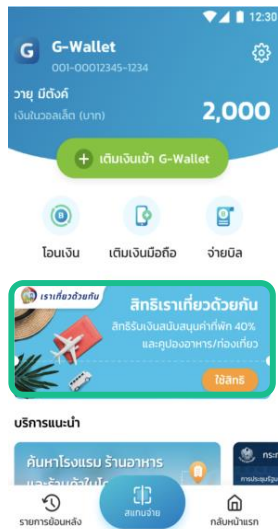 12:30
G G-Wallet
001-00012345-1234
วายุ มีตังค์
เงินในวอลเล็ต (บาท)
2,000
+ เติมเงินเข้า G-Wallet
โอนเงิน
เติมเงินมือถือ
จ่ายบิล
เราเที่ยวด้วยกัน
สิทธิเราเที่ยวด้วยกัน
สิทธิรับเงินสนับสนุนค่าที่พัก 40%
และคูปองอาหาร/ท่องเที่ยว
ใช้สิทธิ
บริการแนะนำ
ค้นหาโรงแรม ร้านอาหาร
สแกนจ่าย
รายการย้อนหลัง
กลับหน้าแรก